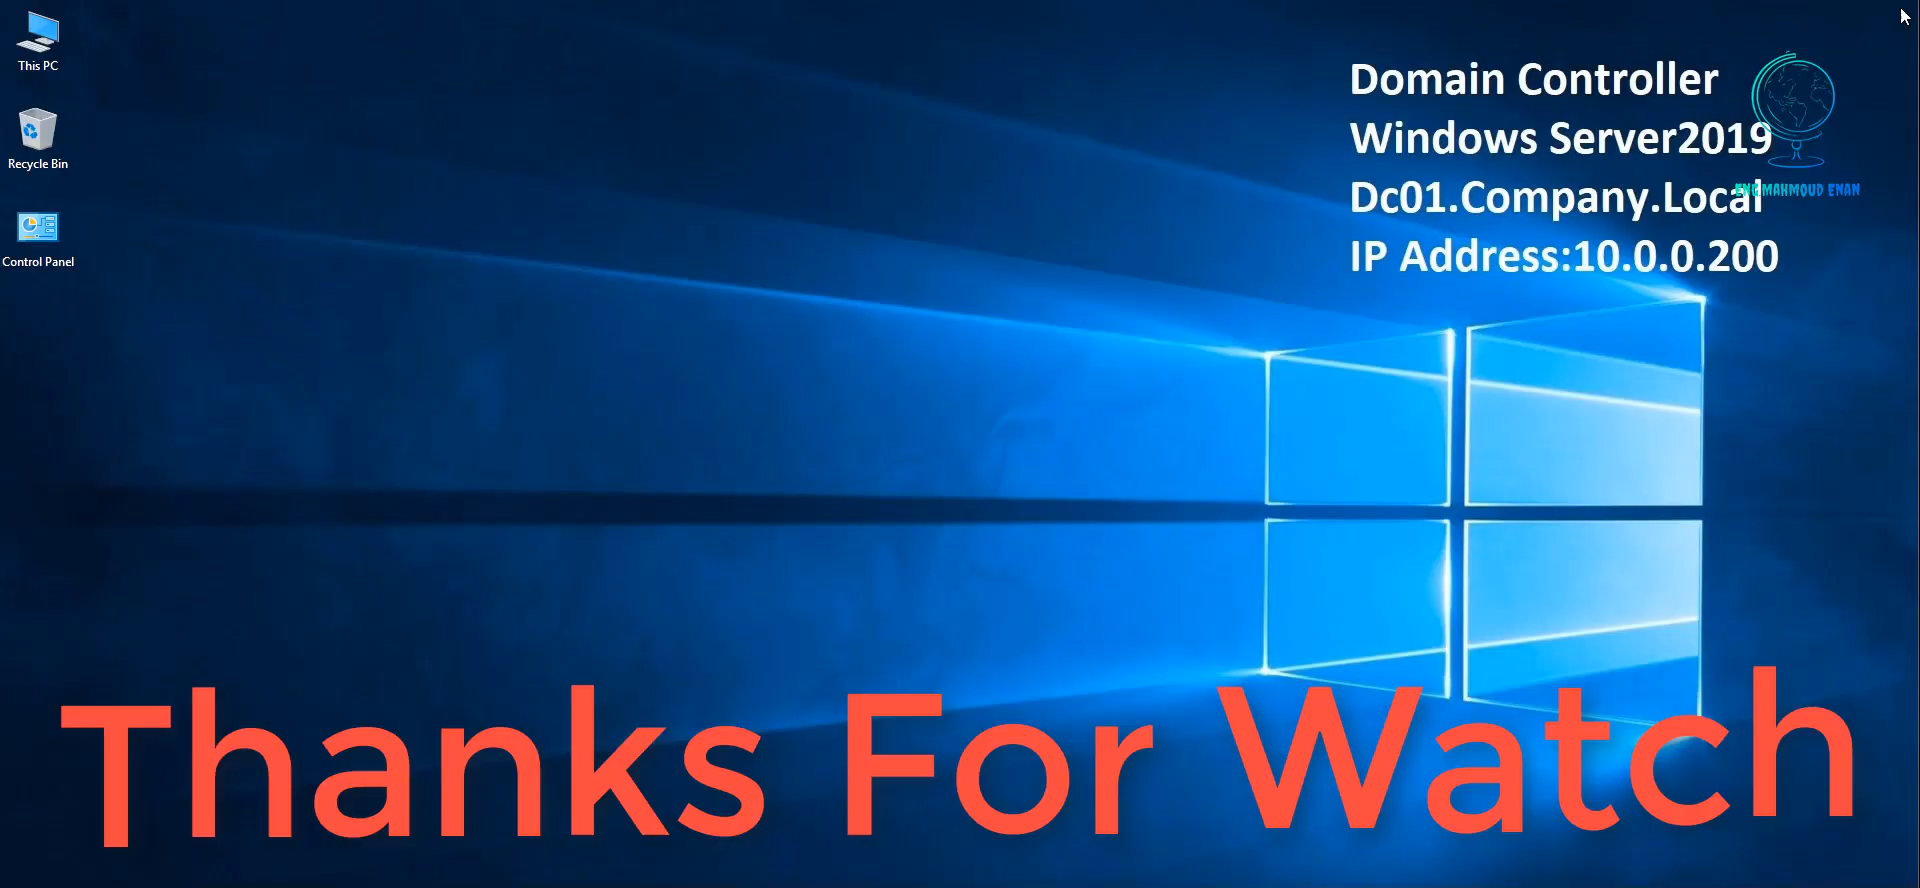 This PC
Recycle Bin
Control Panel
Domain Controller
Windows Server2019
Dc01.Company.Local
IP Address:10.0.0.200
ENG.MAHMOUD ENAN
Thanks For Watch